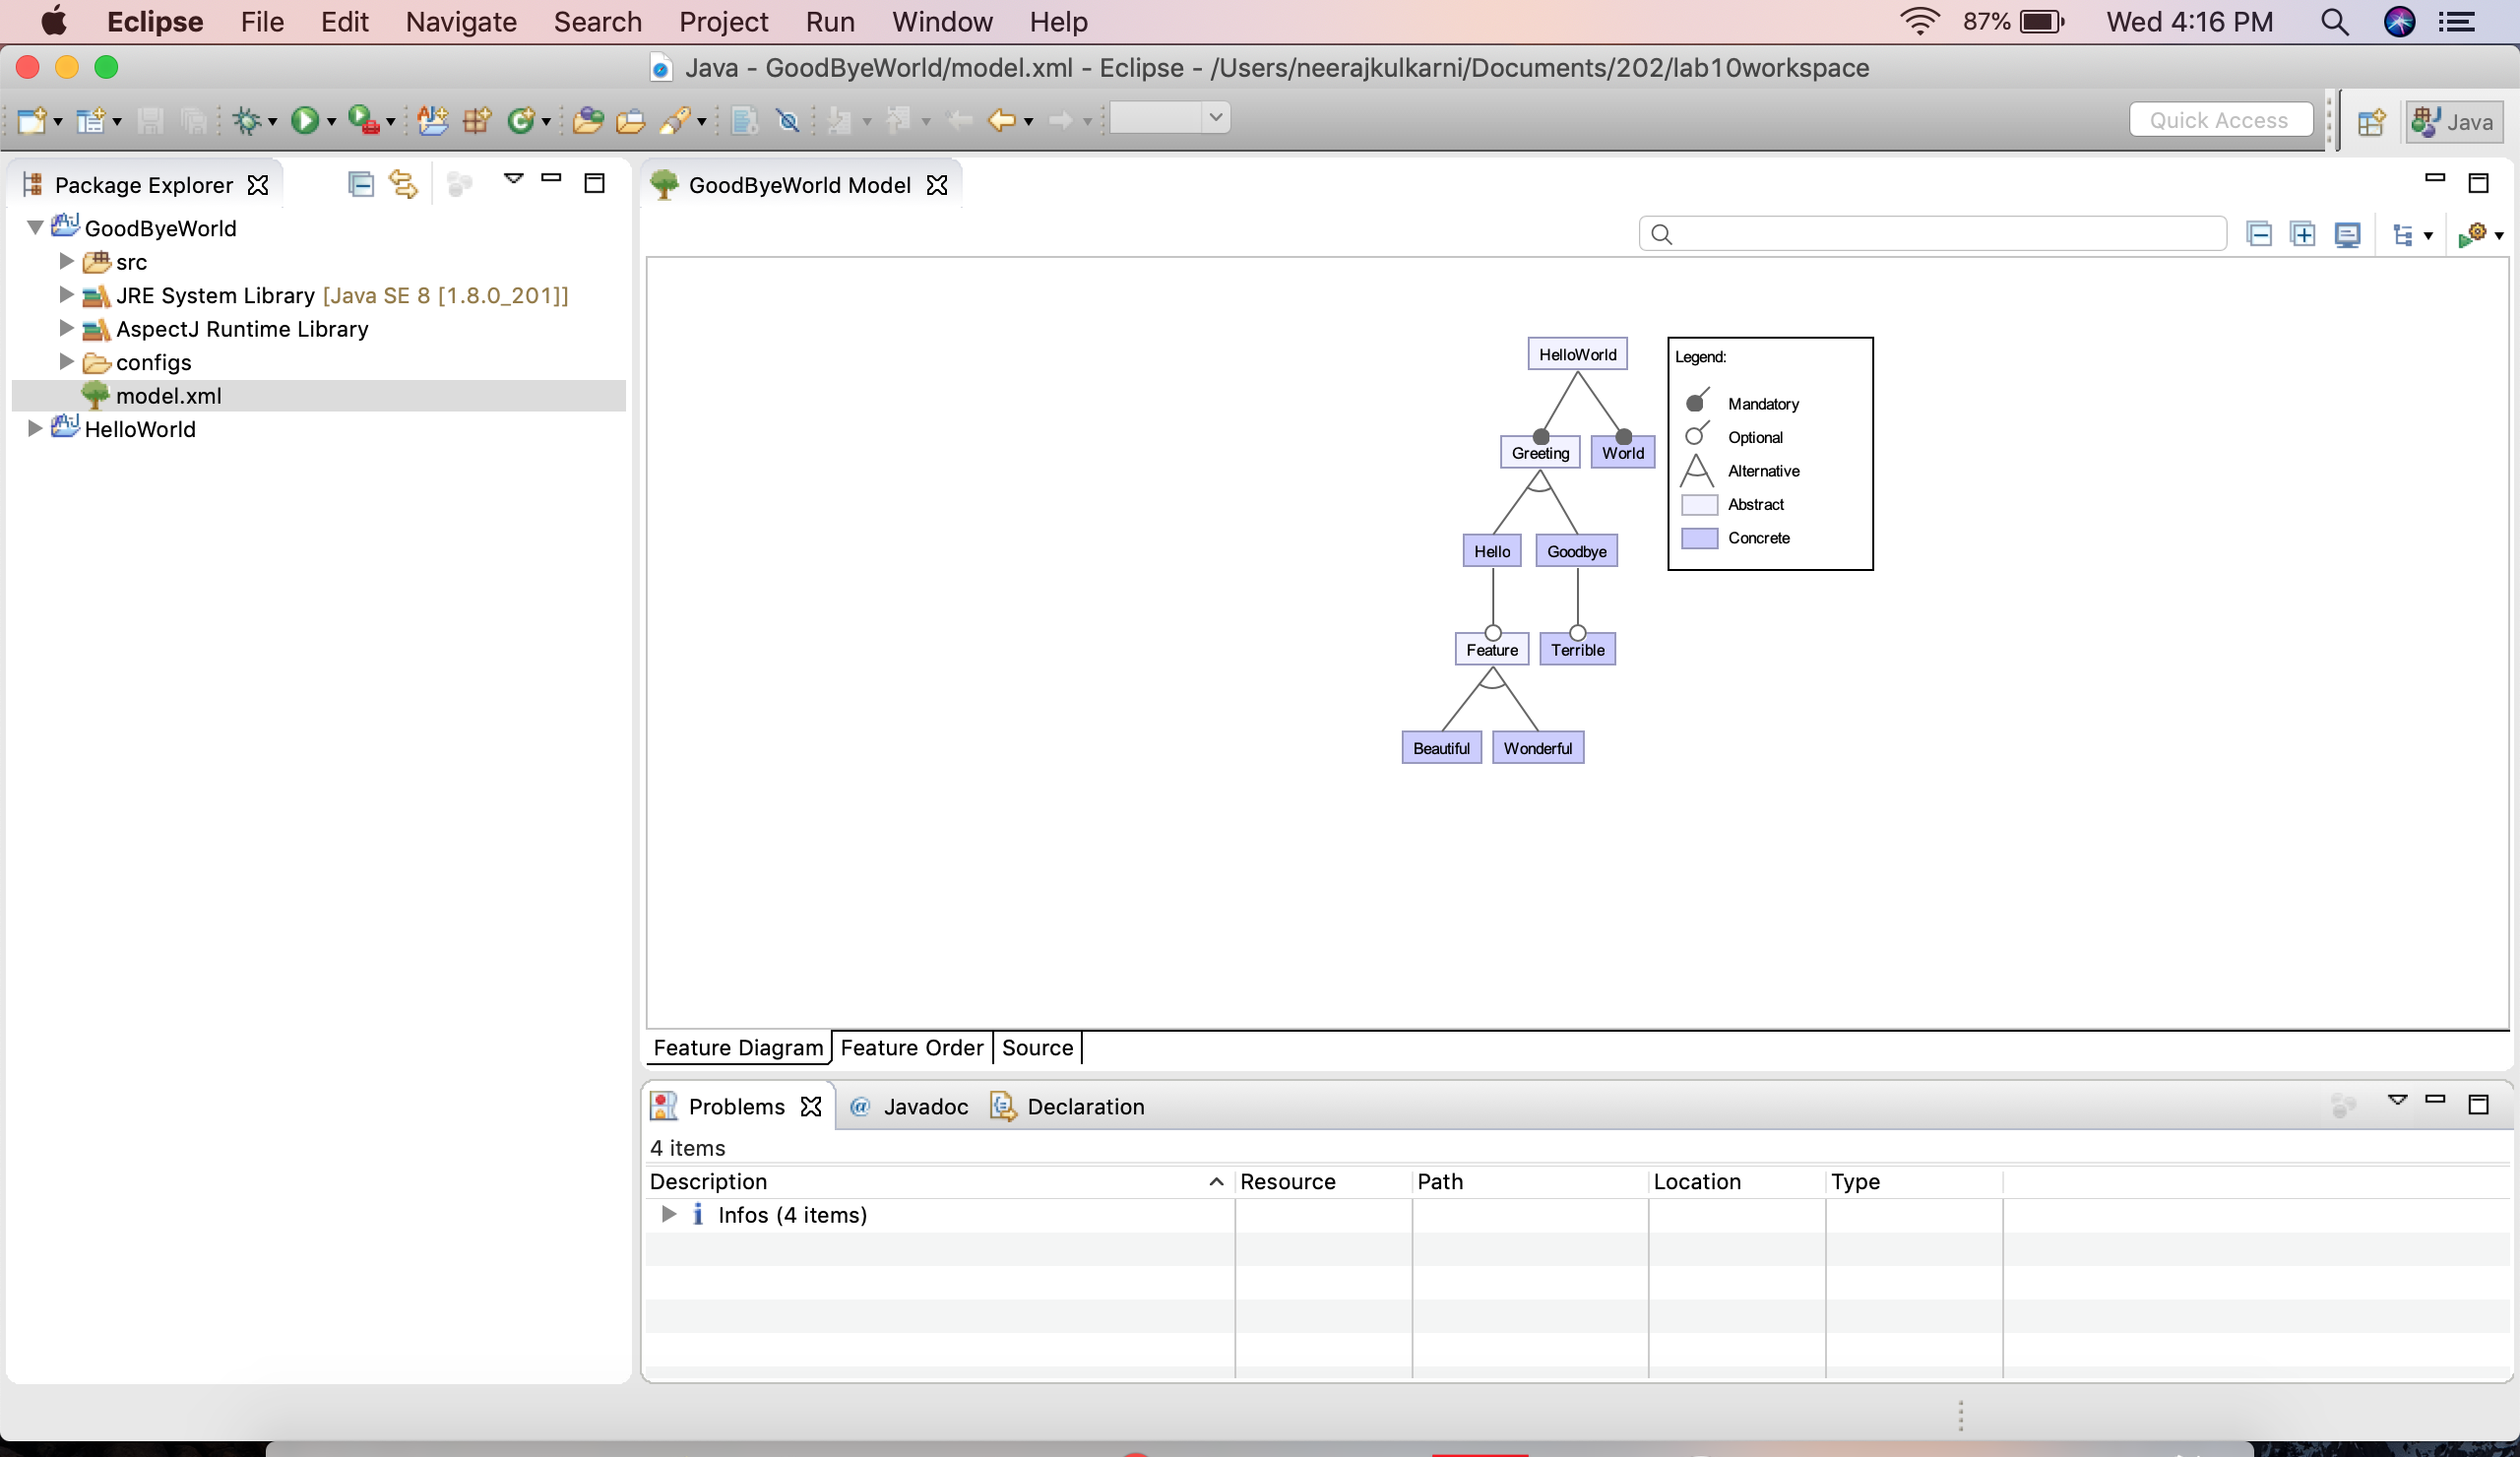 Eclipse File Edit Navigate Search Project Run Window Help 87% Wed 4:16 PM
Java - GoodByeWorld/model.xml - Eclipse - /Users/neerajkulkarni/Documents/202/lab10workspace
Quick Access
Java
Package Explorer
GoodByeWorld
src
JRE System Library [Java SE 8 [1.8.0_201]]
AspectJ Runtime Library
configs
model.xml
HelloWorld
GoodByeWorld Model
HelloWorld
Greeting World
Hello Goodbye
Feature Terrible
Beautiful Wonderful
Legend:
Mandatory
Optional
Alternative
Abstract
Concrete
Feature Diagram Feature Order Source
Problems @ Javadoc Declaration
4 items
Description Resource Path Location Type
i Infos (4 items)